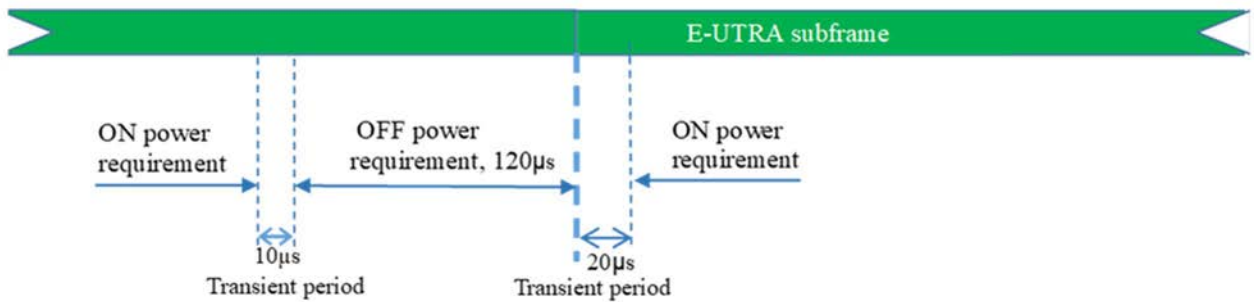 E-UTRA subframe
ON power
requirement
OFF power
requirement, 120μs
ON power
requirement
10μs
Transient period
20μs
Transient period